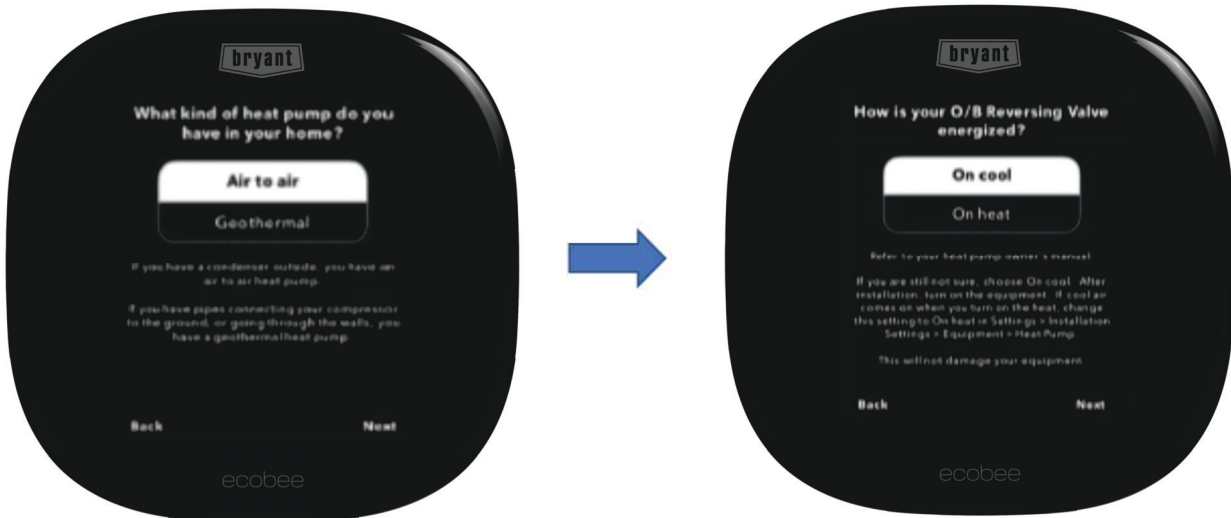 bryant
What kind of heat pump do you
have in your home?
Air to air
Geothermal
If you have a condenser outside, you have an
air to air heat pump.
If you have pipes connecting your compressor
to the ground, or going through the walls, you
have a geothermal heat pump
Back
Next
ecobee
bryant
How is your O/B Reversing Valve
energized?
On cool
On heat
Refer to your heat pump owner's manual
If you are still not sure, choose On cool. After
installation, turn on the equipment. If cool air
comes on when you turn on the heat, change
this setting to On heat in Settings > Installation
Settings > Equipment > Heat Pump.
This will not damage your equipment
Back
Next
ecobee